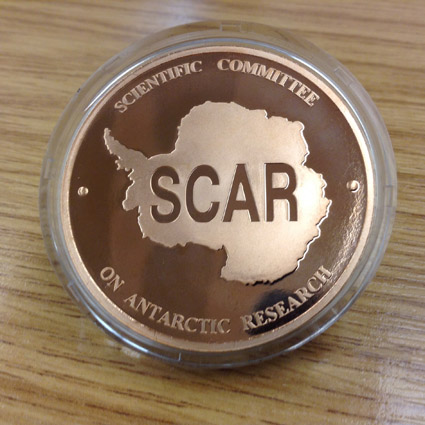 SCIENTIFIC COMMITTEE
SCAR
ON ANTARCTIC RESEARCH